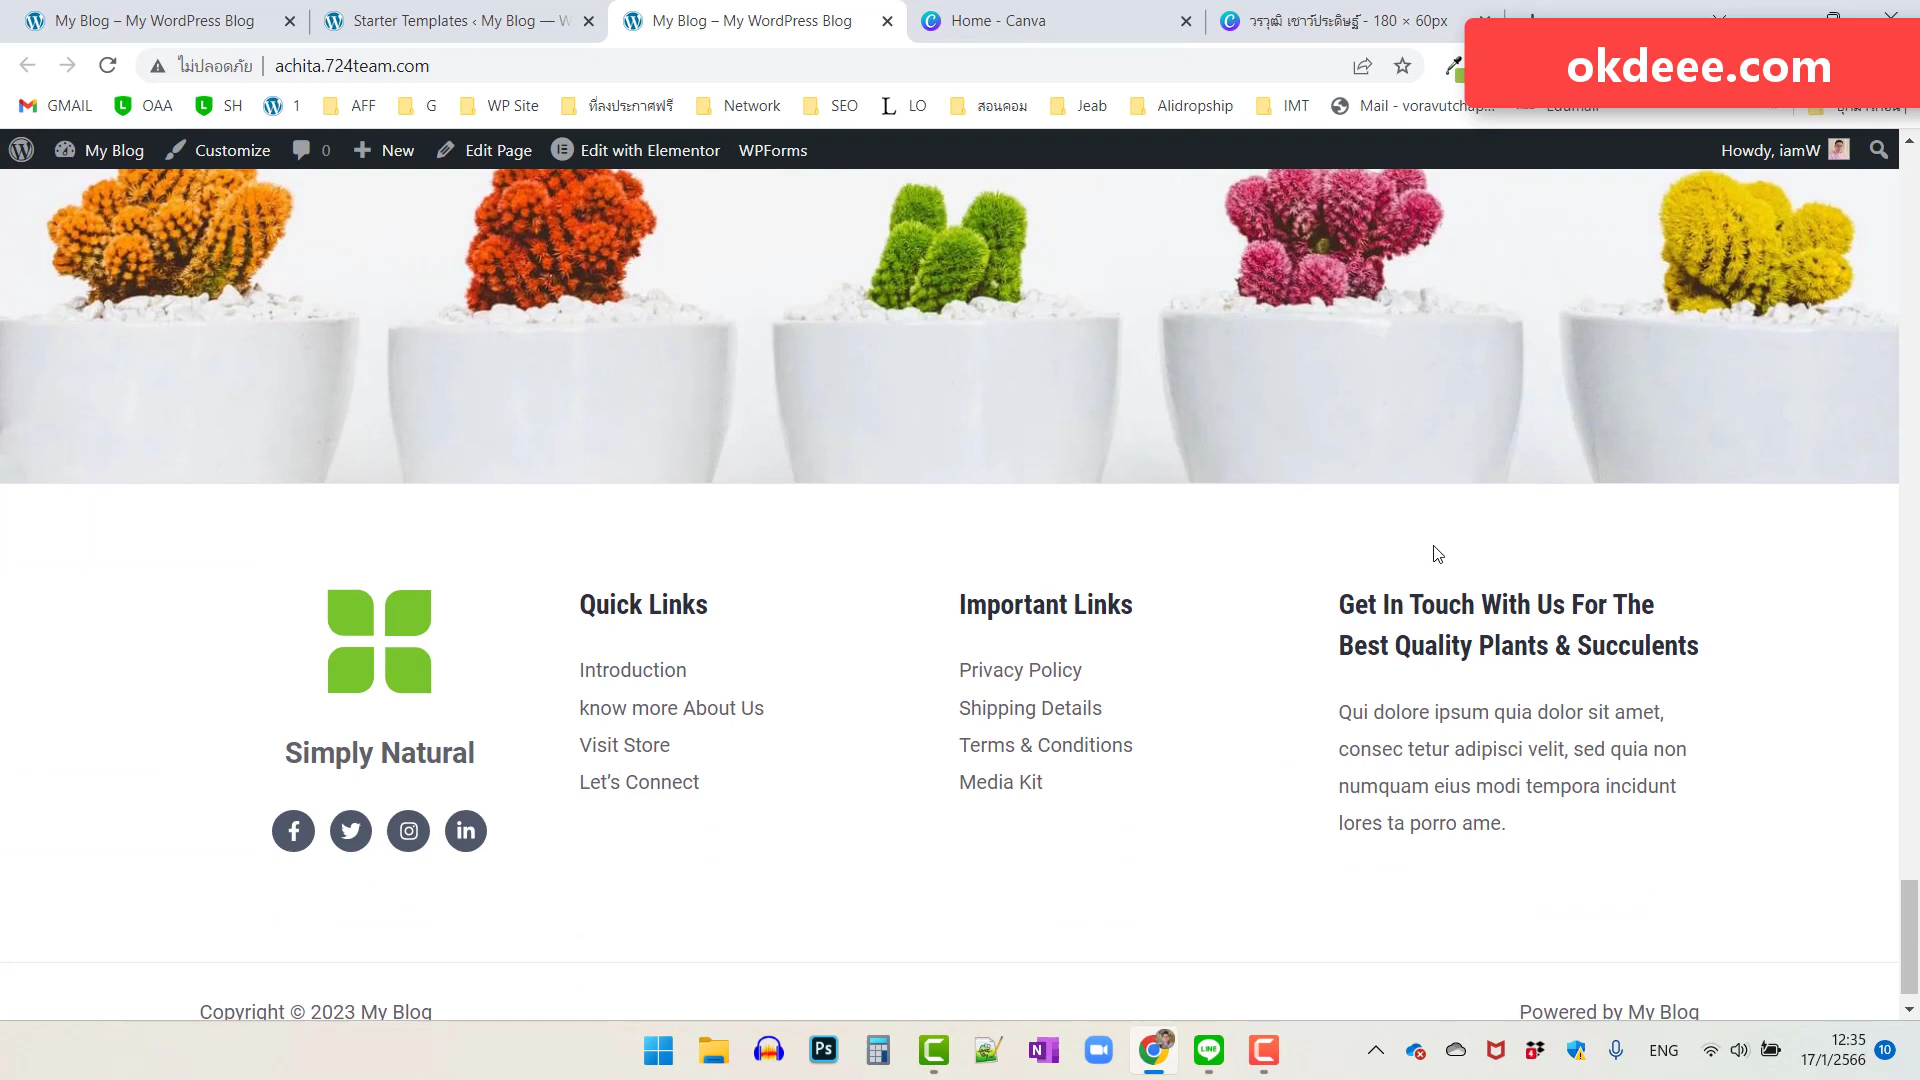 My Blog – My WordPress Blog
Starter Templates ‹ My Blog — W
My Blog – My WordPress Blog
Home - Canva
วรวุฒิ เชาว์ประดิษฐ์ - 180 × 60px
okdeee.com
ไม่ปลอดภัย
achita.724team.com
GMAIL
OAA
SH
1
AFF
G
WP Site
ที่ลงประกาศฟรี
Network
SEO
LO
สอนคอม
Jeab
Alidropship
IMT
Mail - voravutchap...
My Blog
Customize
0
New
Edit Page
Edit with Elementor
WPForms
Howdy, iamW
Simply Natural
Quick Links
Introduction
know more About Us
Visit Store
Let's Connect
Important Links
Privacy Policy
Shipping Details
Terms & Conditions
Media Kit
Get In Touch With Us For The
Best Quality Plants & Succulents
Qui dolore ipsum quia dolor sit amet,
consec tetur adipisci velit, sed quia non
numquam eius modi tempora incidunt
lores ta porro ame.
Copyright © 2023 My Blog
Powered by My Blog
ENG
12:35
17/1/2566
10